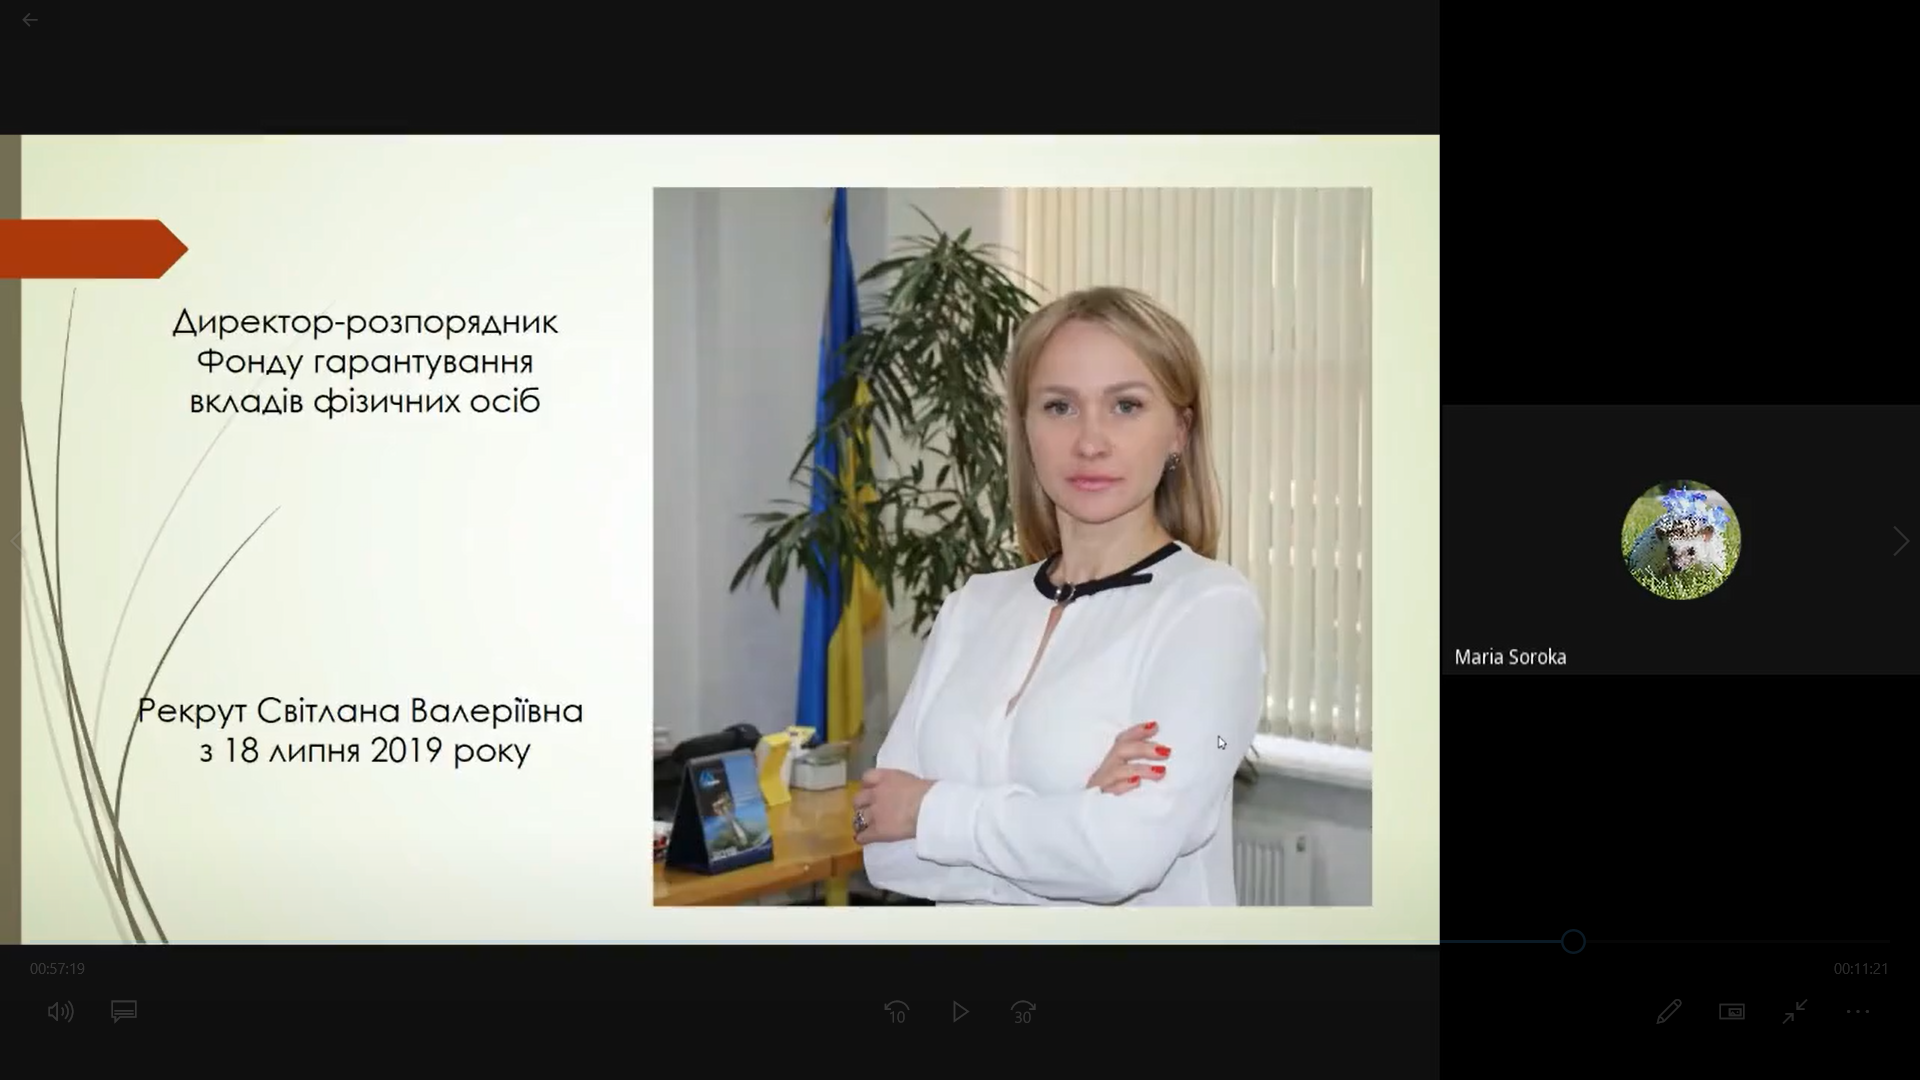 Директор-розпорядник
Фонду гарантування
вкладів фізичних осіб
Рекрут Світлана Валеріївна
з 18 липня 2019 року
Maria Soroka
00:57:19
00:11:21
10
30